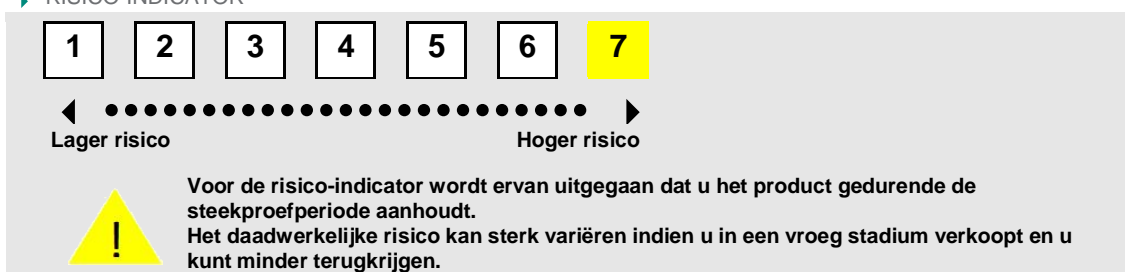 RISICO-INDICATOR
1 2 3 4 5 6 7
Lager risico Hoger risico
Voor de risico-indicator wordt ervan uitgegaan dat u het product gedurende de
steekproefperiode aanhoudt.
!
Het daadwerkelijke risico kan sterk variëren indien u in een vroeg stadium verkoopt en u
kunt minder terugkrijgen.